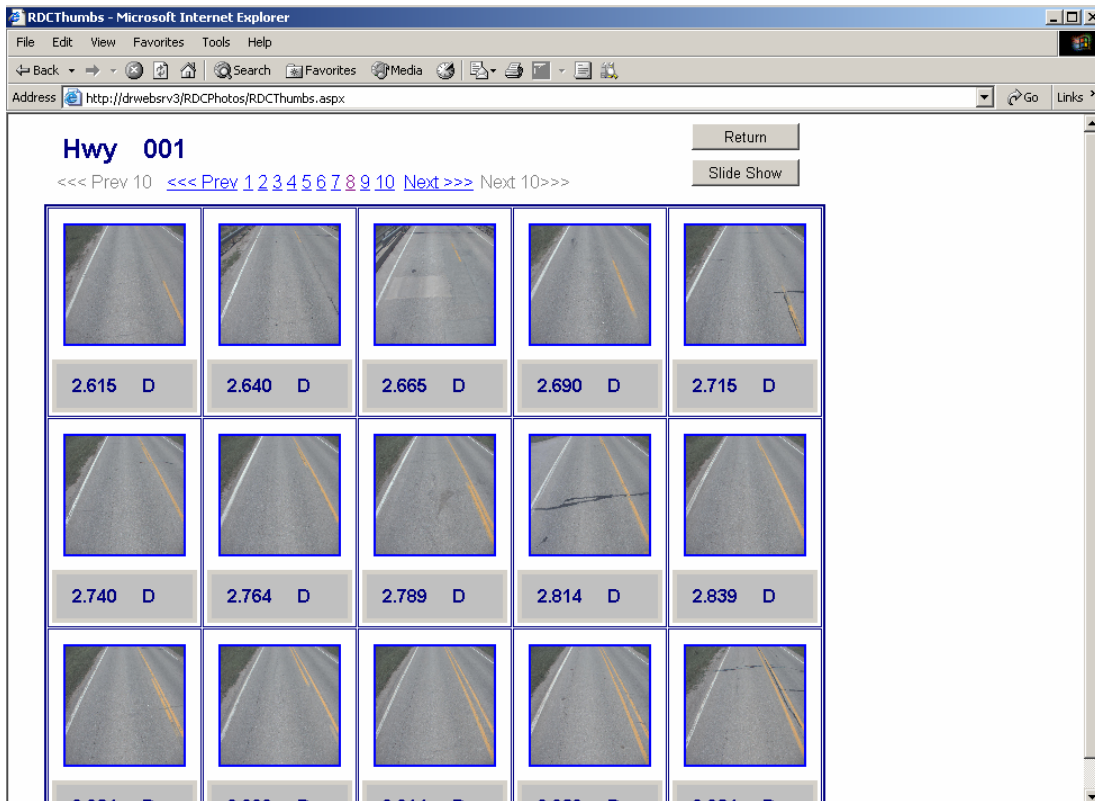 RDCThumbs - Microsoft Internet Explorer
File Edit View Favorites Tools Help
Back Search Favorites Media
Address http://drwebsrv3/RDCPhotos/RDCThumbs.aspx Go Links
Hwy 001
Return
<<< Prev 10 <<< Prev 1 2 3 4 5 6 7 8 9 10 Next >>> Next 10>>>
Slide Show
2.615 D 2.640 D 2.665 D 2.690 D 2.715 D
2.740 D 2.764 D 2.789 D 2.814 D 2.839 D